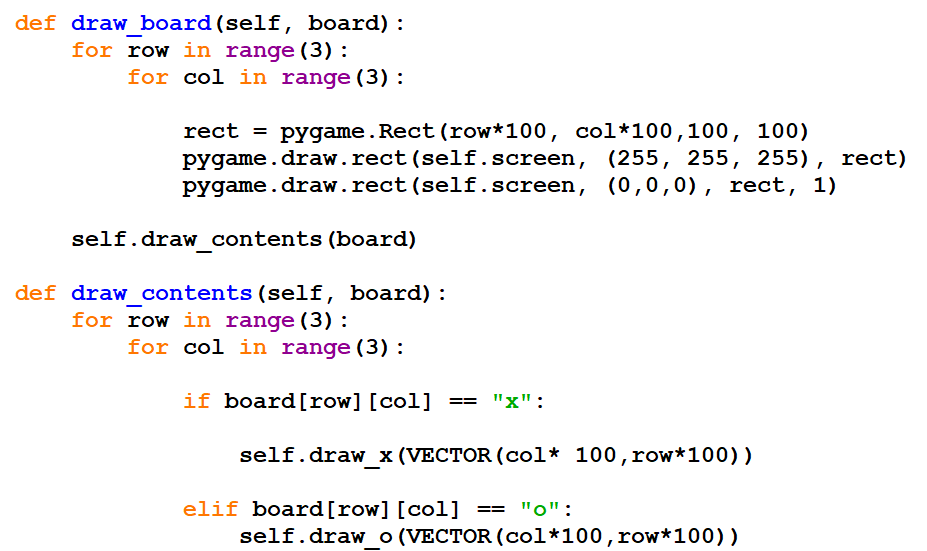 def draw_board(self, board):
    for row in range(3):
        for col in range(3):

            rect = pygame.Rect(row*100, col*100,100, 100)
            pygame.draw.rect(self.screen, (255, 255, 255), rect)
            pygame.draw.rect(self.screen, (0,0,0), rect, 1)

    self.draw_contents(board)

def draw_contents(self, board):
    for row in range(3):
        for col in range(3):

            if board[row][col] == "x":

                self.draw_x(VECTOR(col* 100,row*100))

            elif board[row][col] == "o":
                self.draw_o(VECTOR(col*100,row*100))